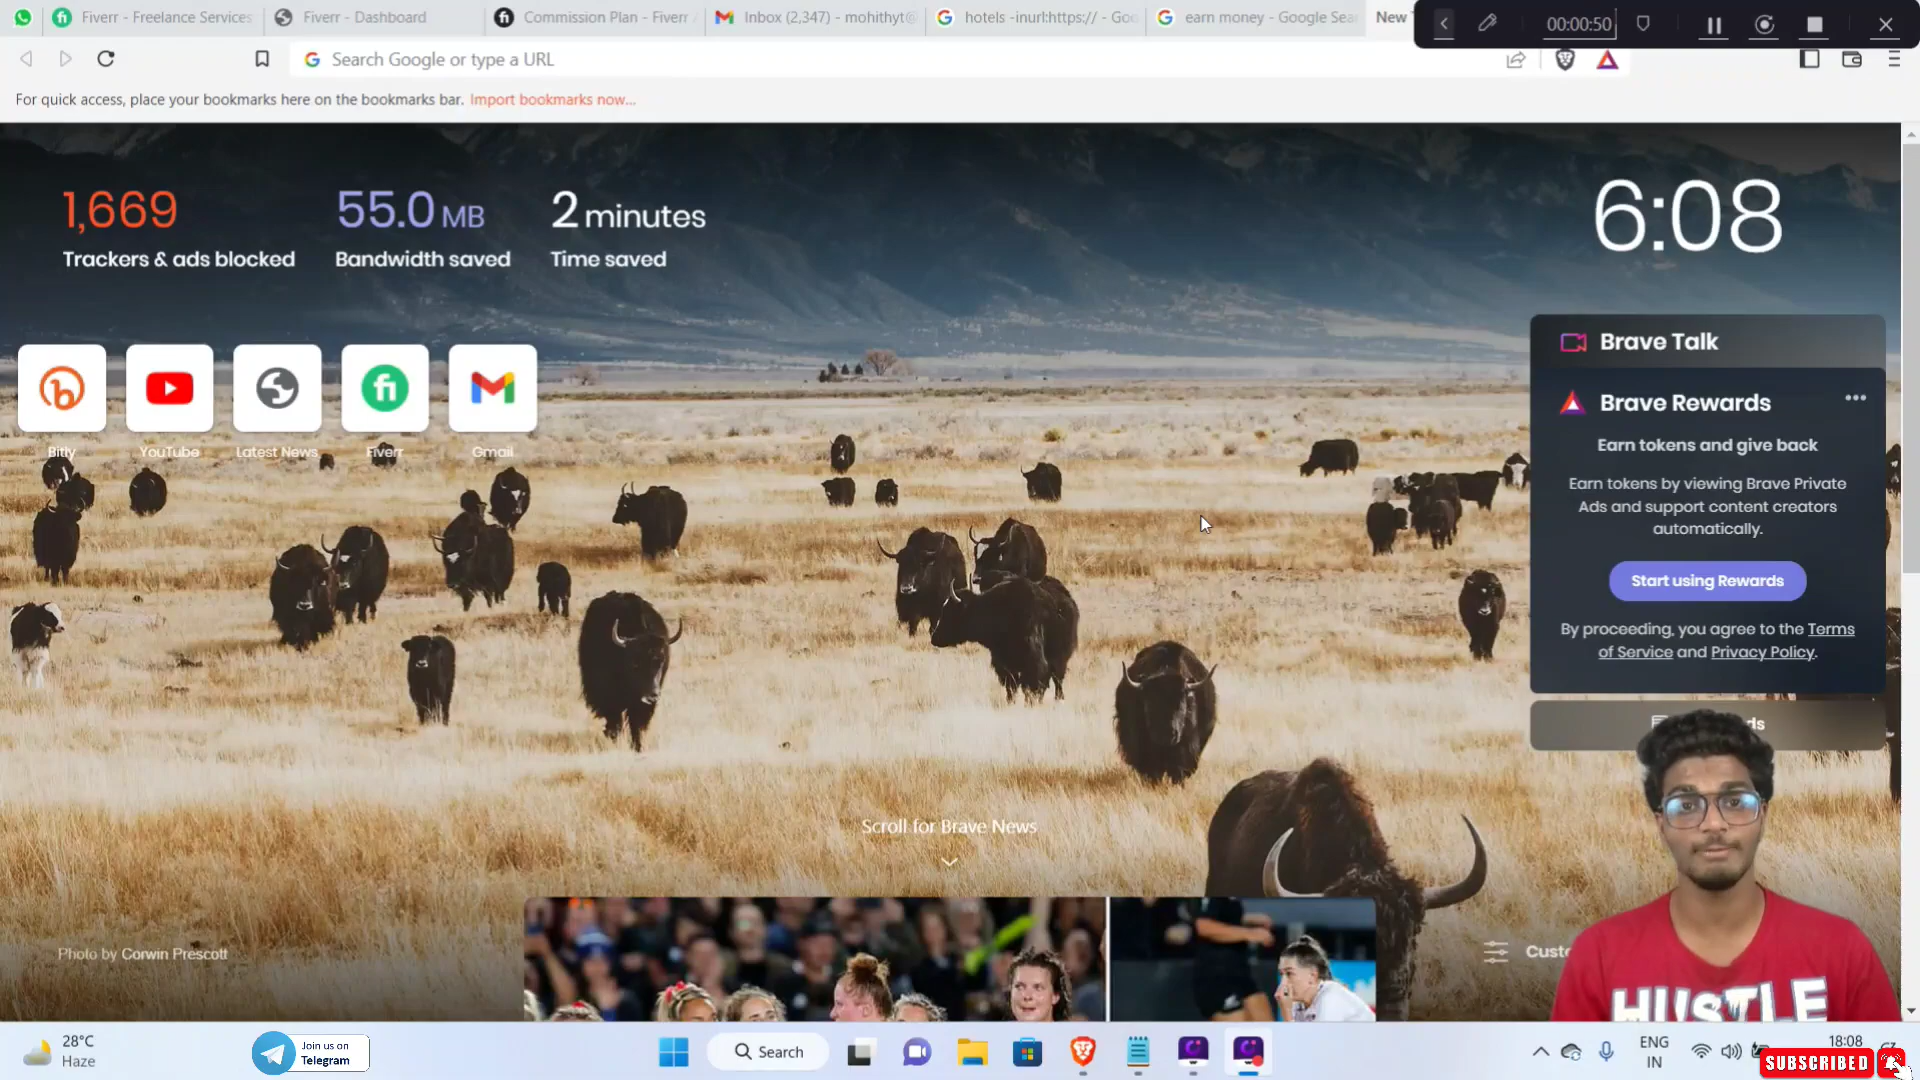 Fiverr - Freelance Services
Fiverr - Dashboard
Commission Plan - Fiverr
Inbox (2,347) - mohithyt@
hotels -inurl:https:// - Goo
earn money - Google Sear
New
00:00:50
Search Google or type a URL
For quick access, place your bookmarks here on the bookmarks bar. Import bookmarks now...
1,669
Trackers & ads blocked
55.0 MB
Bandwidth saved
2 minutes
Time saved
6:08
Bitly
YouTube
Latest News
Fiverr
Gmail
Brave Talk
Brave Rewards
Earn tokens and give back
Earn tokens by viewing Brave Private
Ads and support content creators
automatically.
Start using Rewards
By proceeding, you agree to the Terms
of Service and Privacy Policy.
Scroll for Brave News
Photo by Corwin Prescott
HUSTLE
28°C
Haze
Join us on
Telegram
Search
ENG
IN
18:08
SUBSCRIBED